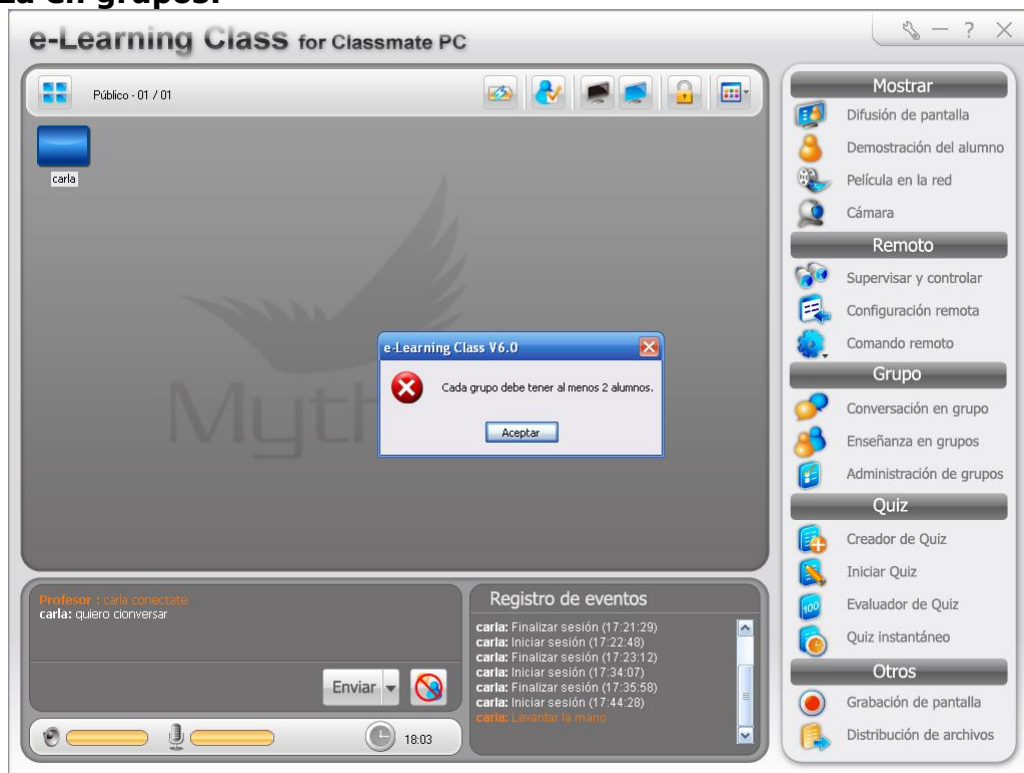 en grupos.
e-Learning Class for Classmate PC
Público - 01 / 01
carla
Myth
e-Learning Class V6.0
Cada grupo debe tener al menos 2 alumnos.
Aceptar
Profesor : carla conectate
carla: quiero cionversar
Enviar
18:03
Registro de eventos
carla: Finalizar sesión (17:21:29)
carla: Iniciar sesión (17:22:48)
carla: Finalizar sesión (17:23:12)
carla: Iniciar sesión (17:34:07)
carla: Finalizar sesión (17:35:58)
carla: Iniciar sesión (17:44:28)
carla: Levantar la mano
Mostrar
Difusión de pantalla
Demostración del alumno
Película en la red
Cámara
Remoto
Supervisar y controlar
Configuración remota
Comando remoto
Grupo
Conversación en grupo
Enseñanza en grupos
Administración de grupos
Quiz
Creador de Quiz
Iniciar Quiz
100
Evaluador de Quiz
Quiz instantáneo
Otros
Grabación de pantalla
Distribución de archivos